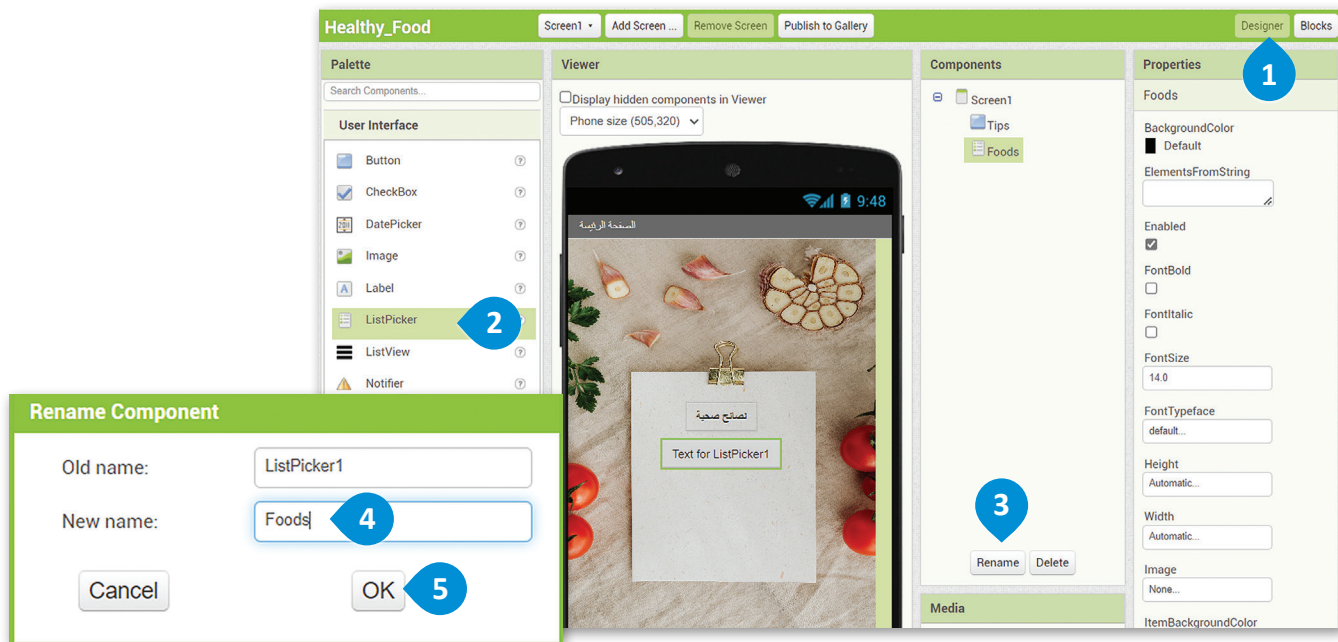 Healthy_Food
Screen1
Add Screen ...
Remove Screen
Publish to Gallery
Designer
Blocks
1
Palette
Search Components...
User Interface
Button
?
CheckBox
?
DatePicker
?
Image
?
A
Label
?
ListPicker
2
ListView
?
Notifier
?
Viewer
Display hidden components in Viewer
Phone size (505,320)
9:48
الصفحة الرئيسة
نصائح صحية
Text for ListPicker1
Components
Screen1
Tips
Foods
3
Rename
Delete
Media
Properties
Foods
BackgroundColor
Default
ElementsFromString
Enabled
FontBold
FontItalic
FontSize
14.0
FontTypeface
default...
Height
Automatic...
Width
Automatic...
Image
None...
ItemBackgroundColor
Rename Component
Old name:
ListPicker1
New name:
Foods
4
Cancel
OK
5